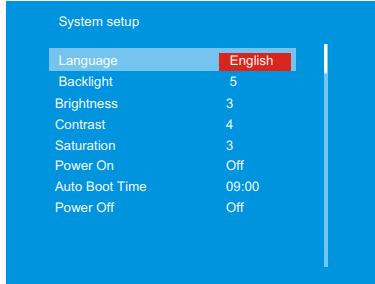 System setup
Language English
Backlight 5
Brightness 3
Contrast 4
Saturation 3
Power On Off
Auto Boot Time 09:00
Power Off Off